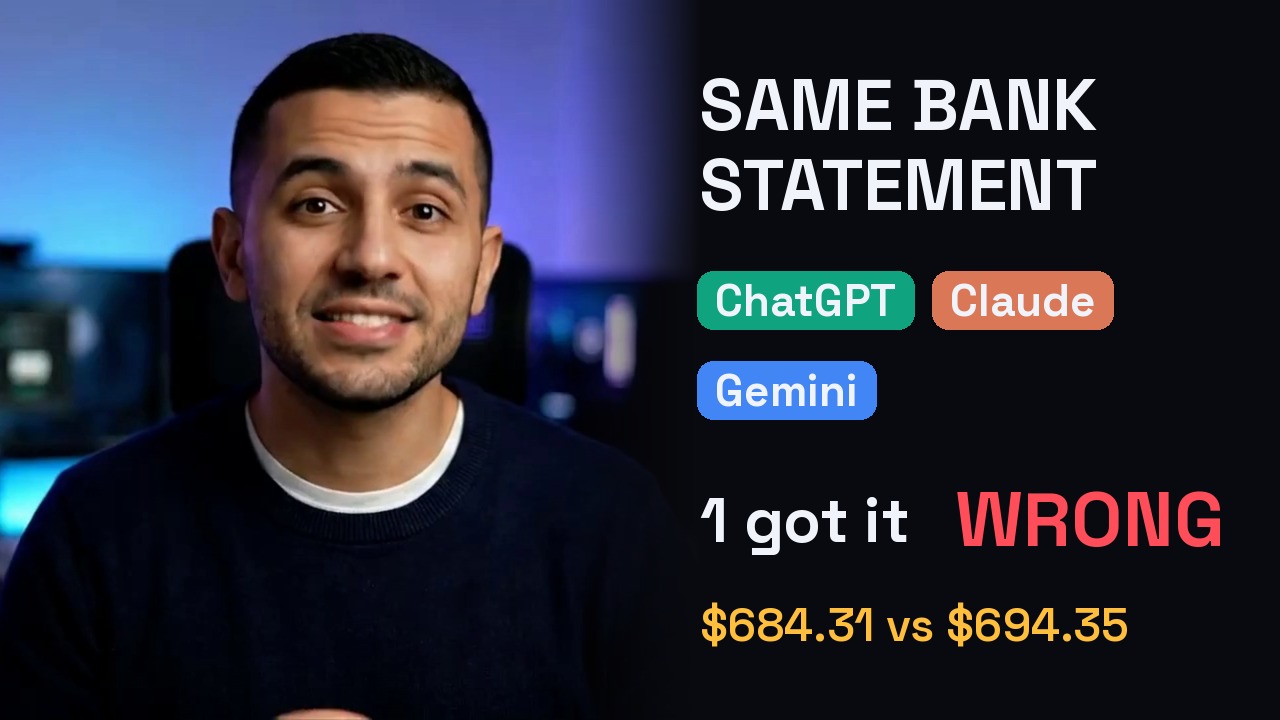 SAME BANK
STATEMENT
ChatGPT Claude
Gemini
1 got it WRONG
$684.31 vs $694.35